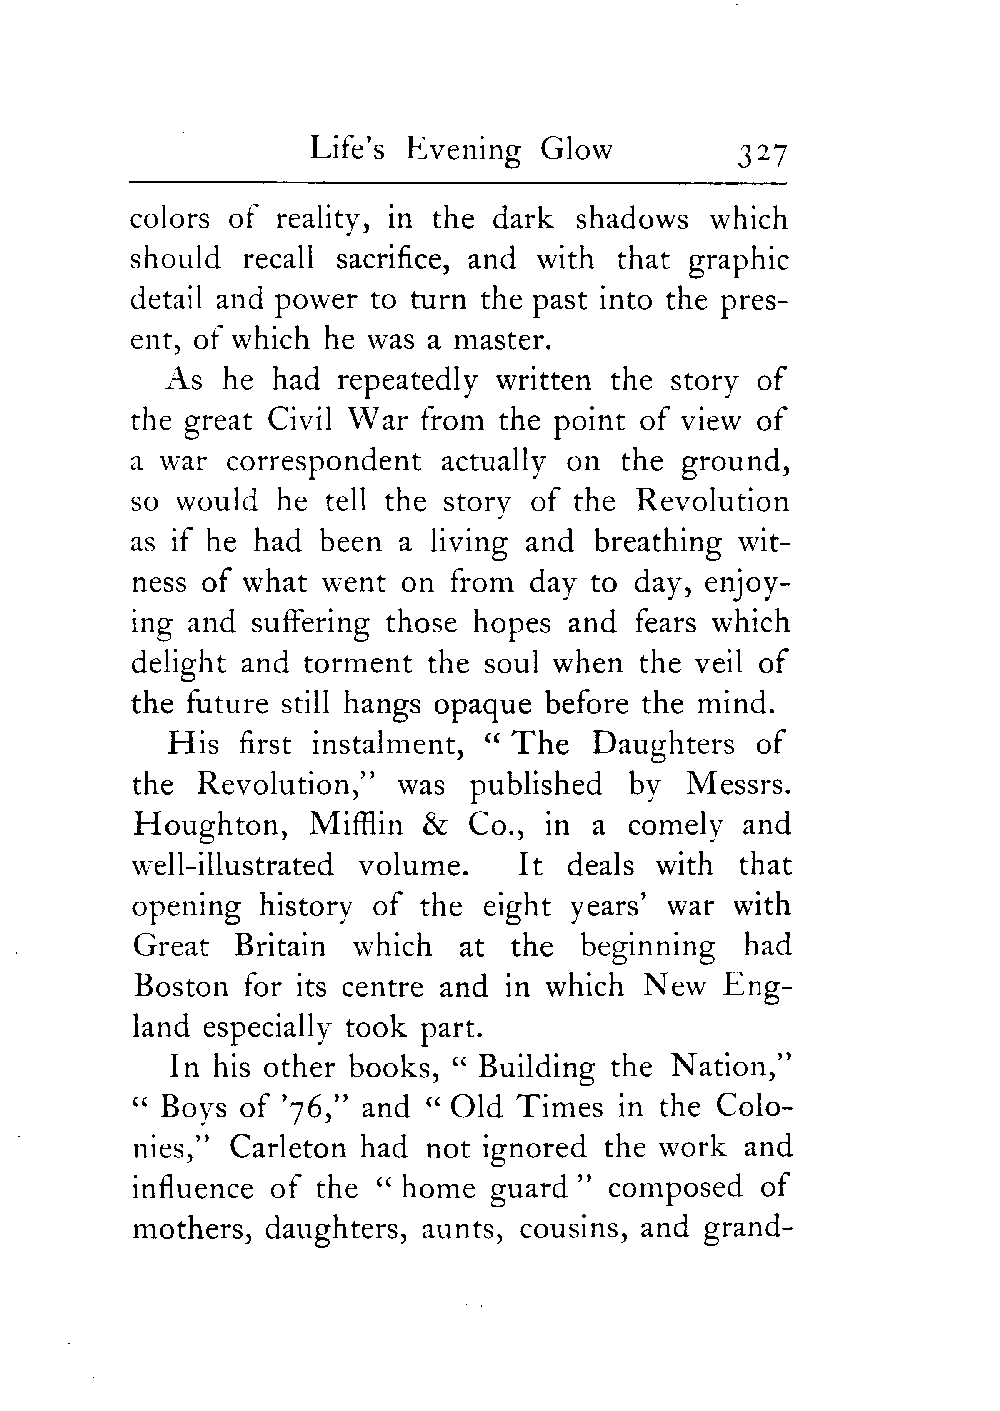 Life's Evening Glow 327
colors of reality, in the dark shadows which
should recall sacrifice, and with that graphic
detail and power to turn the past into the pres-
ent, of which he was a master.
As he had repeatedly written the story of
the great Civil War from the point of view of
a war correspondent actually on the ground,
so would he tell the story of the Revolution
as if he had been a living and breathing wit-
ness of what went on from day to day, enjoy-
ing and suffering those hopes and fears which
delight and torment the soul when the veil of
the future still hangs opaque before the mind.
His first instalment, “ The Daughters of
the Revolution,” was published by Messrs.
Houghton, Mifflin & Co., in a comely and
well-illustrated volume. It deals with that
opening history of the eight years’ war with
Great Britain which at the beginning had
Boston for its centre and in which New Eng-
land especially took part.
In his other books, “ Building the Nation,”
“ Boys of ’76,” and “ Old Times in the Colo-
nies,” Carleton had not ignored the work and
influence of the “ home guard ” composed of
mothers, daughters, aunts, cousins, and grand-